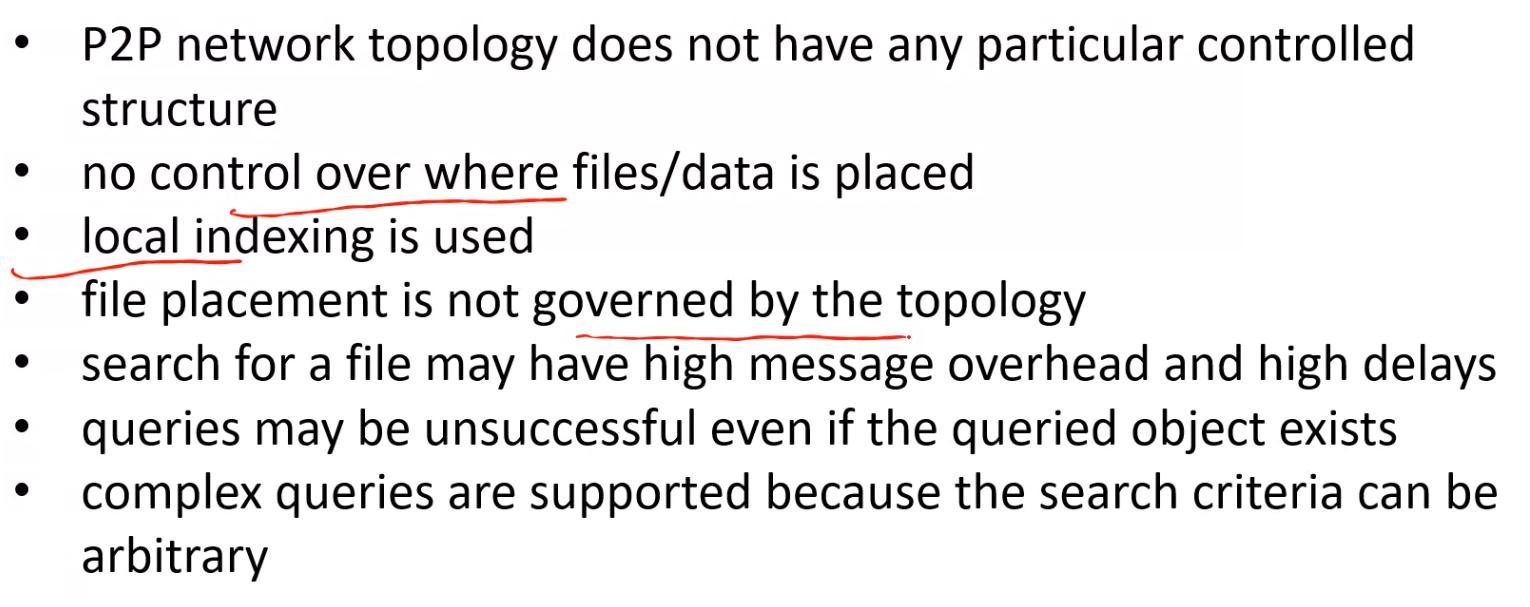 • P2P network topology does not have any particular controlled
structure
• no control over where files/data is placed
• local indexing is used
• file placement is not governed by the topology
• search for a file may have high message overhead and high delays
• queries may be unsuccessful even if the queried object exists
• complex queries are supported because the search criteria can be
arbitrary